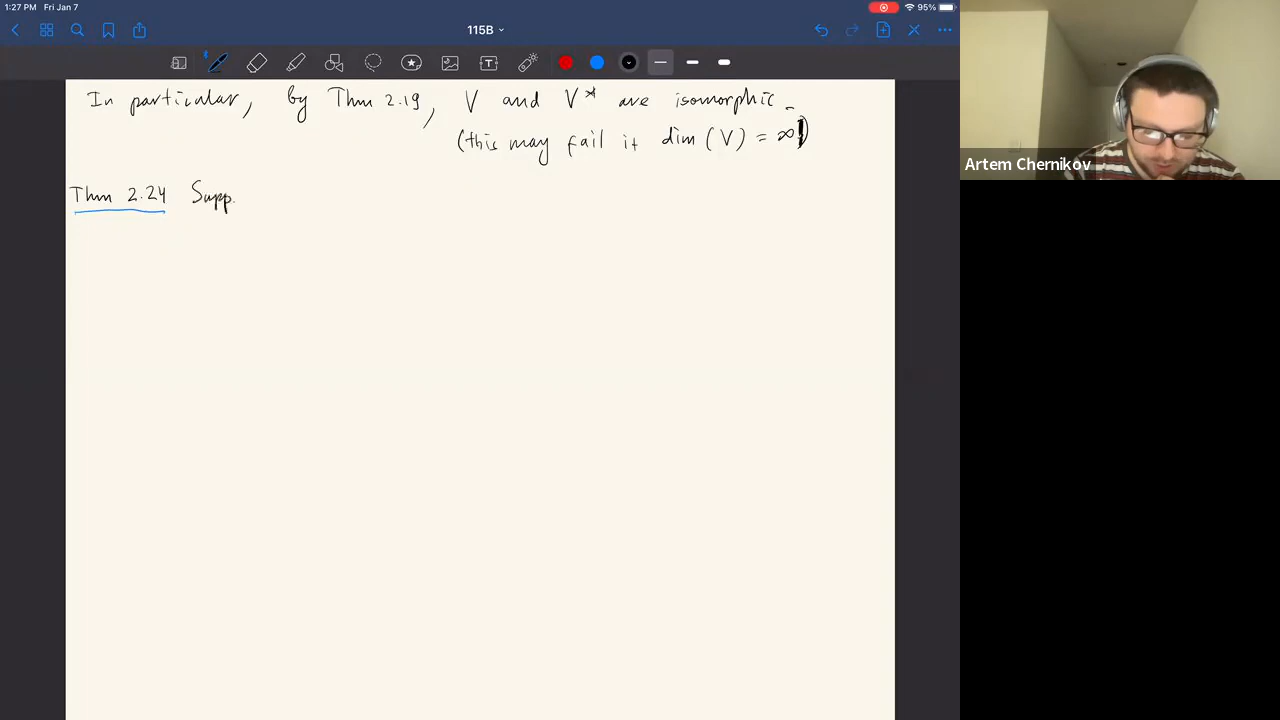 1:27 PM Fri Jan 7
95%
115B
In particular, by Thm 2.19, V and V* are isomorphic.
(this may fail if dim (V) = ∞)
Thm 2.24 Supp.
Artem Chernikov